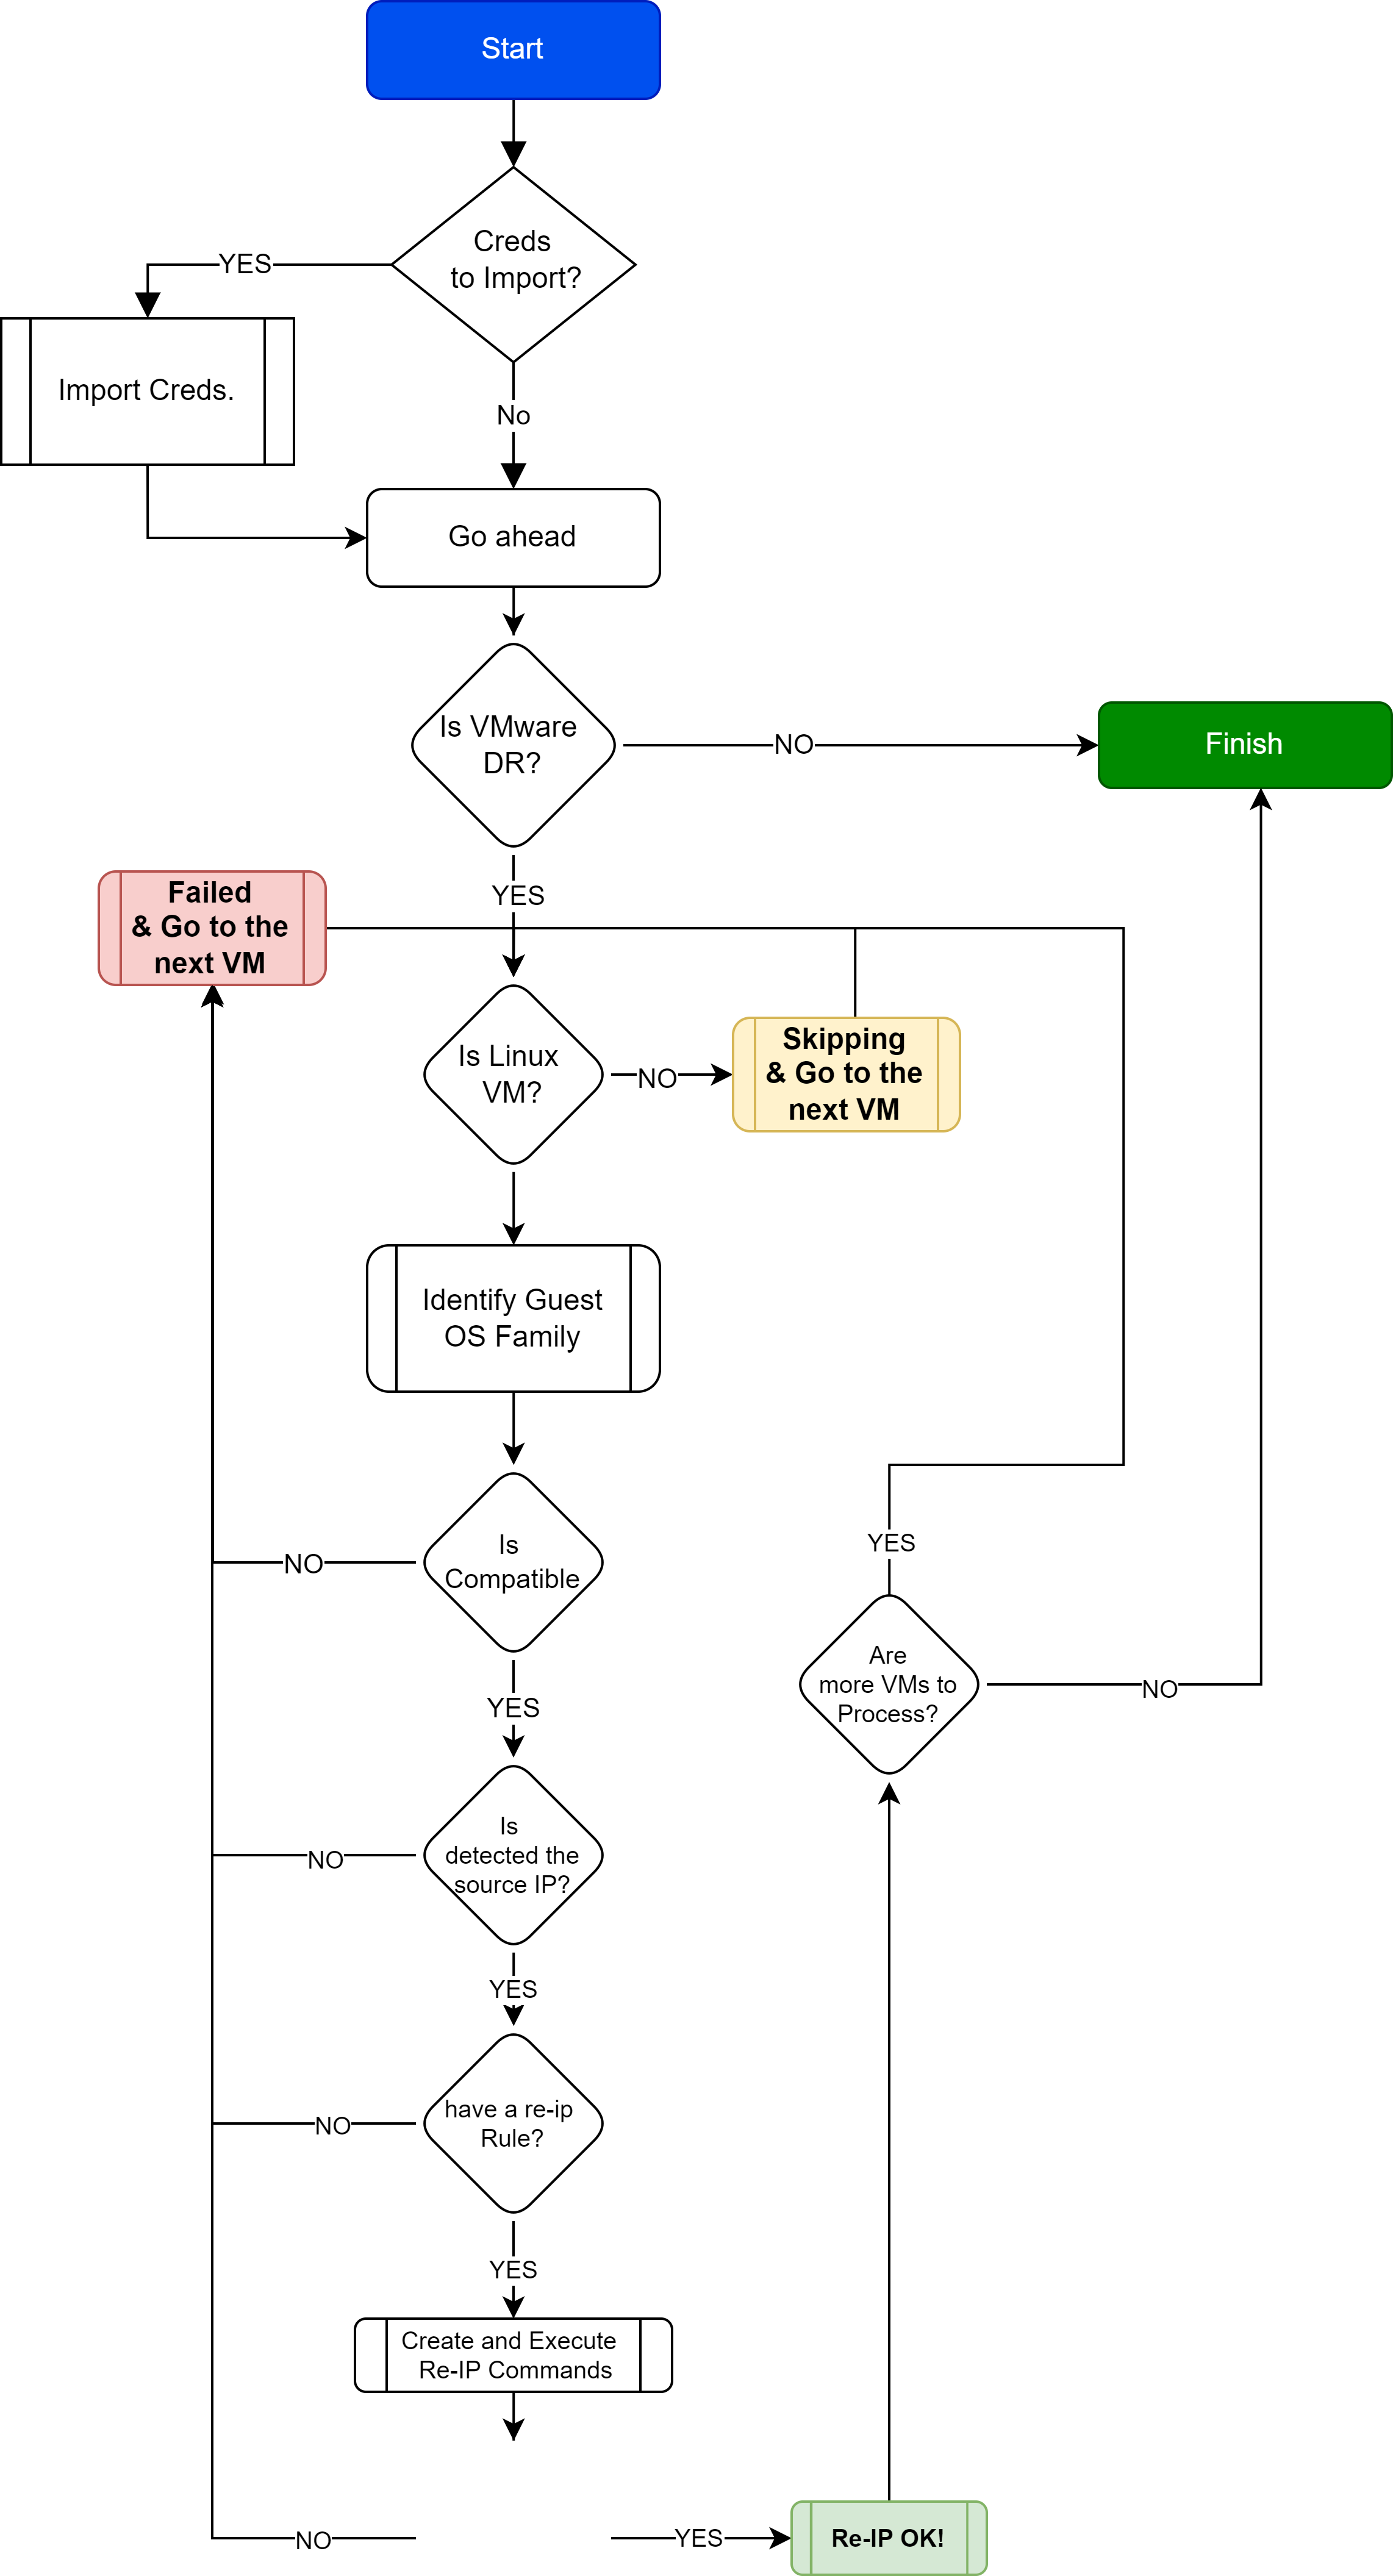 Start
Creds
to Import?
YES
Import Creds.
No
Go ahead
Is VMware
DR?
NO
Finish
YES
Failed
& Go to the
next VM
Is Linux
VM?
NO
Skipping
& Go to the
next VM
Identify Guest
OS Family
Is
Compatible
NO
YES
Are
more VMs to
Process?
NO
YES
Is
detected the
source IP?
NO
YES
have a re-ip
Rule?
NO
YES
Create and Execute
Re-IP Commands
NO
YES
Re-IP OK!